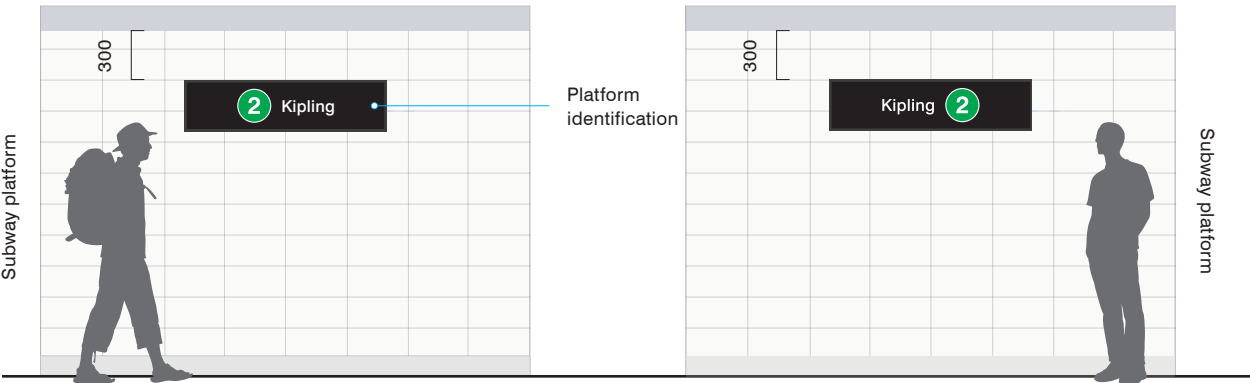 Subway platform
300
2 Kipling
Platform
identification
300
Kipling 2
Subway platform